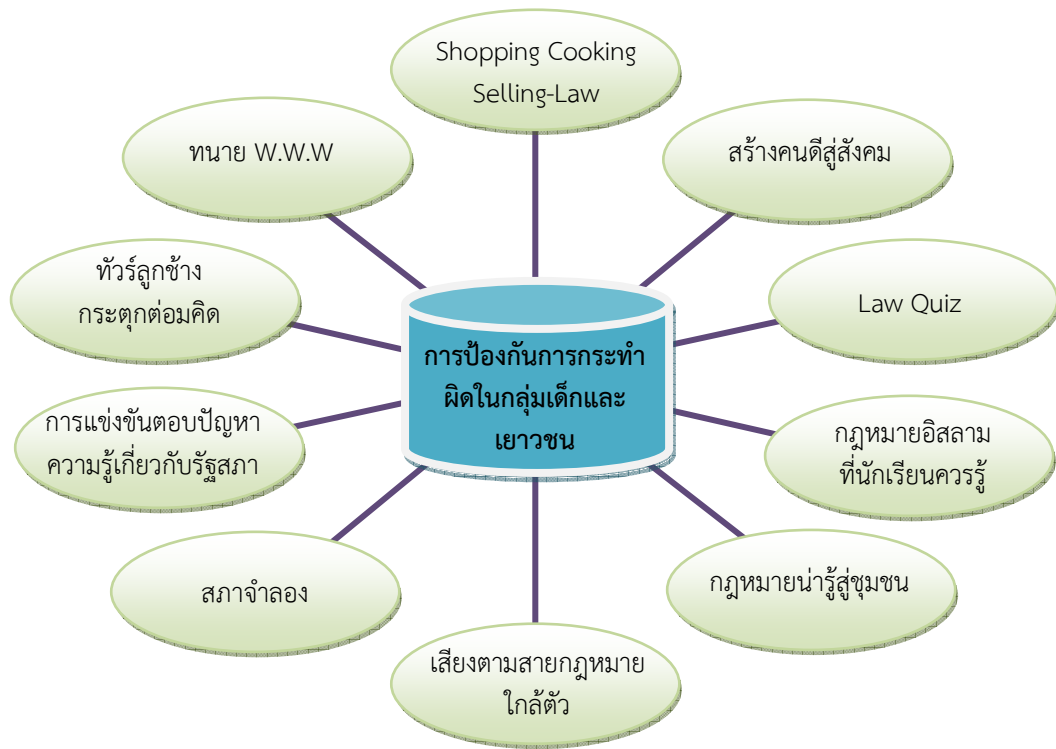 Shopping Cooking
Selling-Law
ทนาย W.W.W
สร้างคนดีสู่สังคม
ทัวร์ลูกช้าง
กระตุกต่อมคิด
Law Quiz
การป้องกันการกระทำ
ผิดในกลุ่มเด็กและ
เยาวชน
การแข่งขันตอบปัญหา
ความรู้เกี่ยวกับรัฐสภา
กฎหมายอิสลาม
ที่นักเรียนควรรู้
สภาจำลอง
กฎหมายน่ารู้สู่ชุมชน
เสียงตามสายกฎหมาย
ใกล้ตัว